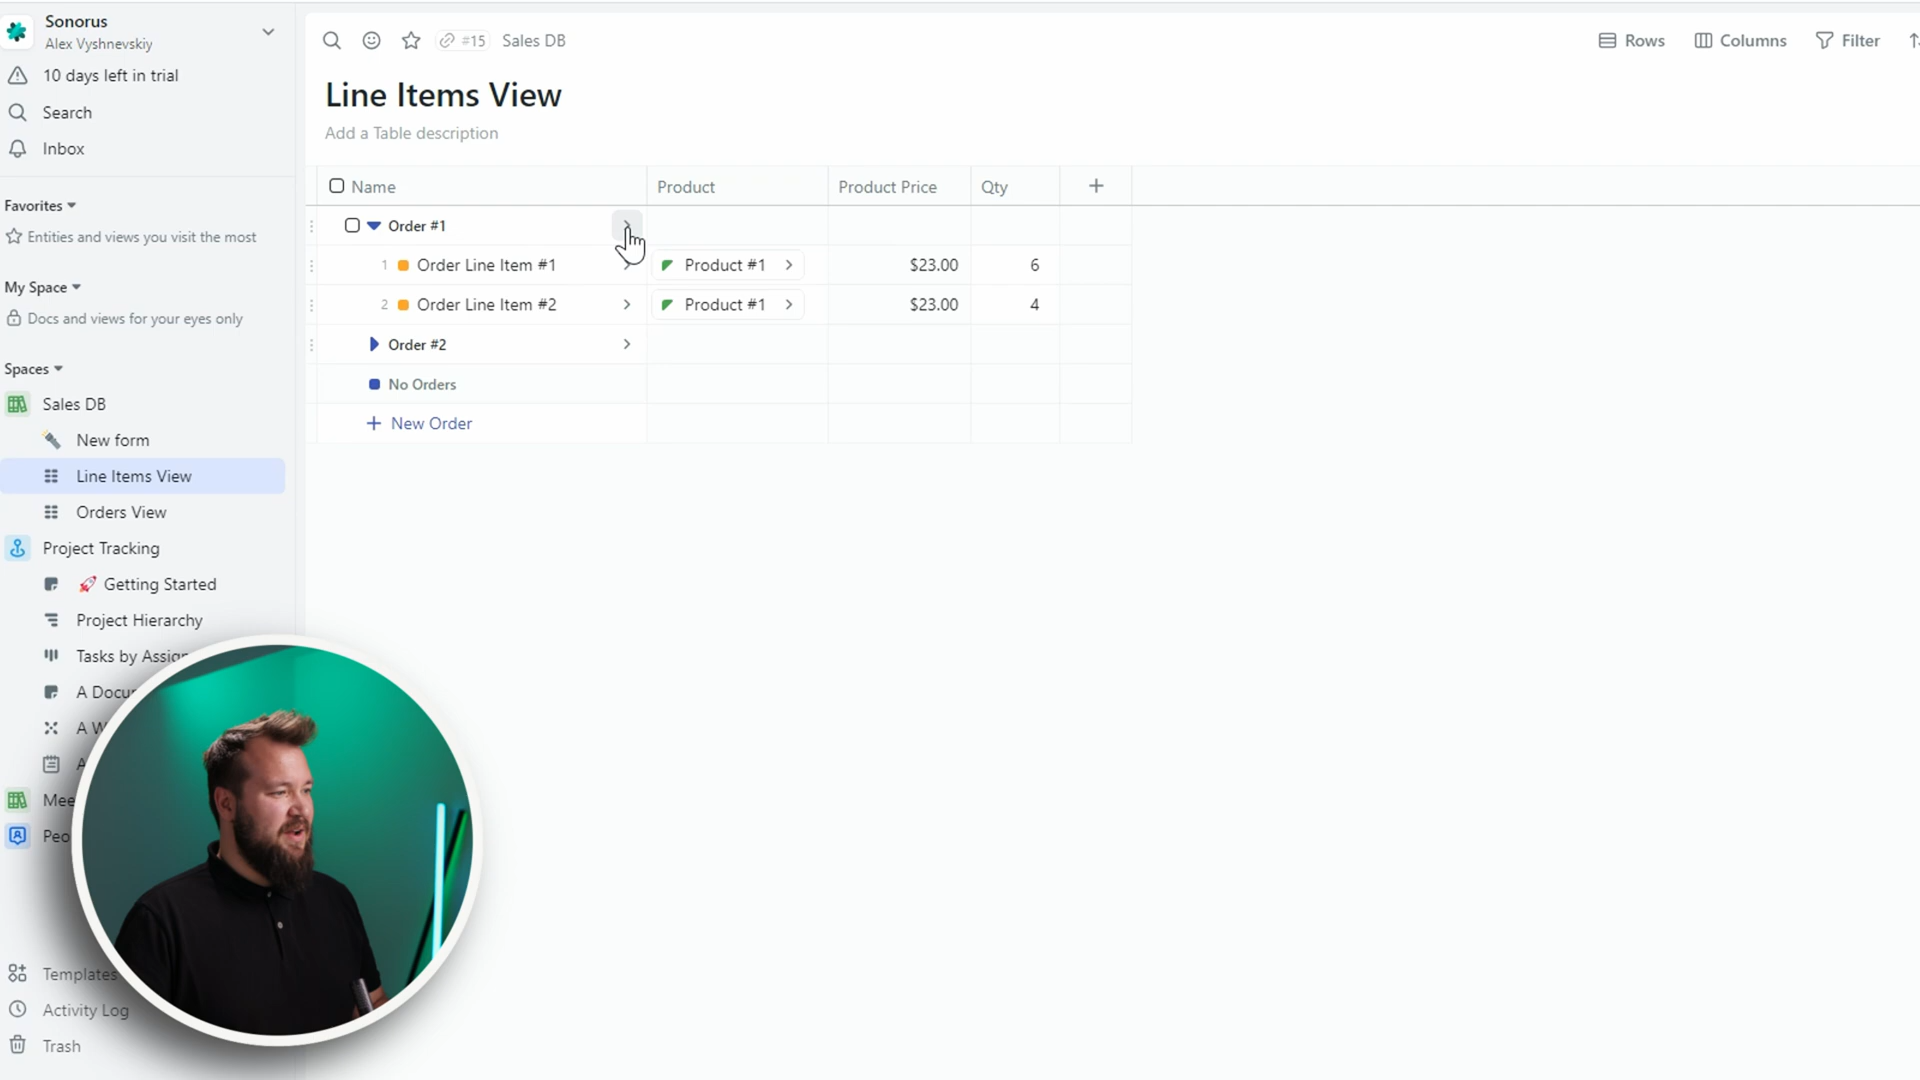 Sonorus
Alex Vyshnevskiy
10 days left in trial
Search
Inbox
Favorites
Entities and views you visit the most
My Space
Docs and views for your eyes only
Spaces
Sales DB
New form
Line Items View
Orders View
Project Tracking
🚀 Getting Started
Project Hierarchy
Tasks by
A
A
Templates
Activity Log
Trash
#15 Sales DB
Rows Columns Filter
Line Items View
Add a Table description
Name Product Product Price Qty +
Order #1
1 Order Line Item #1 Product #1 $23.00 6
2 Order Line Item #2 Product #1 $23.00 4
Order #2
No Orders
+ New Order